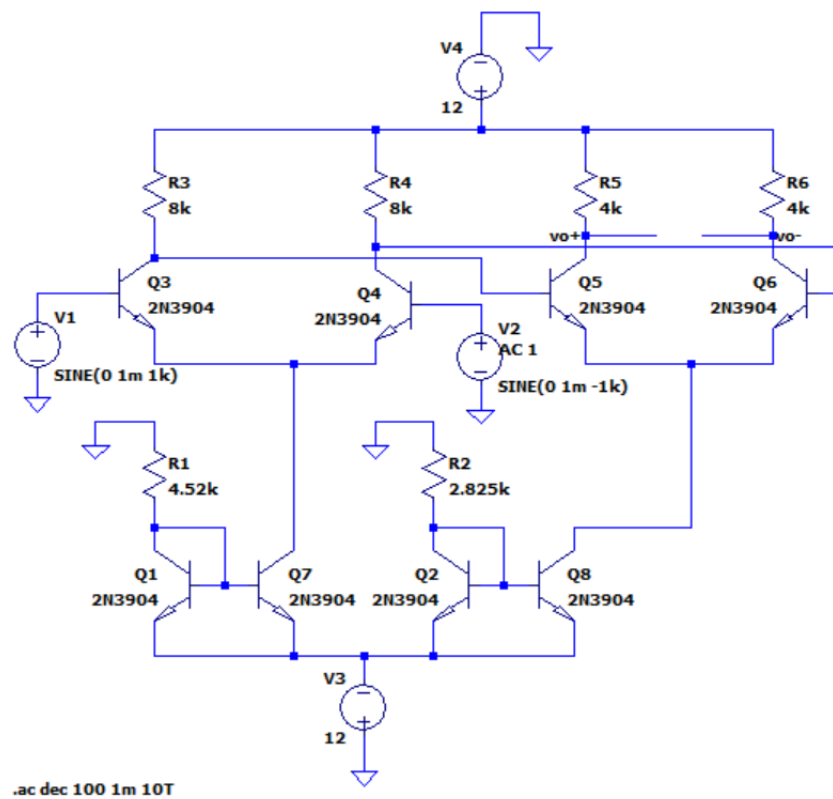 V4
12
R3
8k
R4
8k
R5
4k
R6
4k
vo+
vo-
Q3
2N3904
Q4
2N3904
Q5
2N3904
Q6
2N3904
V1
SINE(0 1m 1k)
V2
AC 1
SINE(0 1m -1k)
R1
4.52k
R2
2.825k
Q1
2N3904
Q7
2N3904
Q2
2N3904
Q8
2N3904
V3
12
.ac dec 100 1m 10T